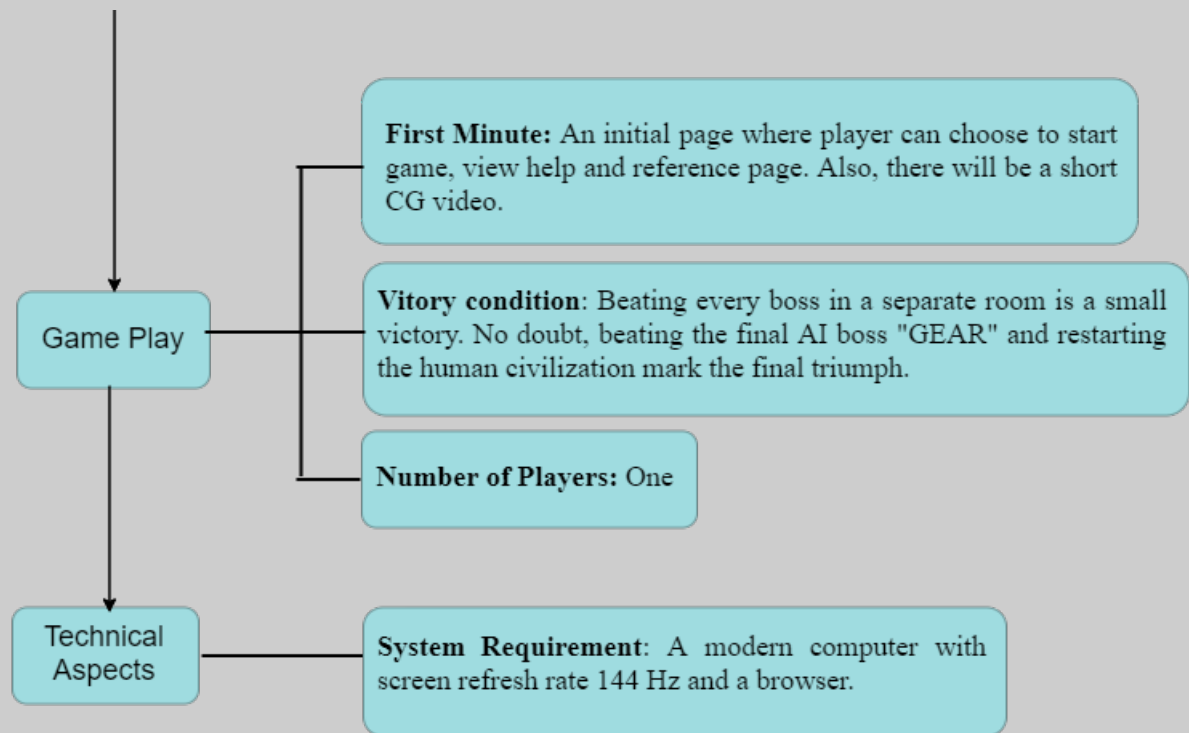 First Minute: An initial page where player can choose to start
game, view help and reference page. Also, there will be a short
CG video.
Game Play
Vitory condition: Beating every boss in a separate room is a small
victory. No doubt, beating the final AI boss "GEAR" and restarting
the human civilization mark the final triumph.
Number of Players: One
Technical
Aspects
System Requirement: A modern computer with
screen refresh rate 144 Hz and a browser.